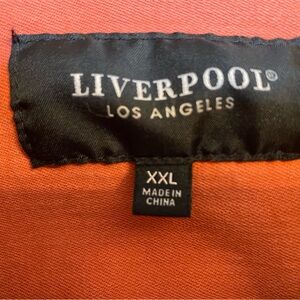 LIVERPOOL®
LOS ANGELES
XXL
MADE IN
CHINA